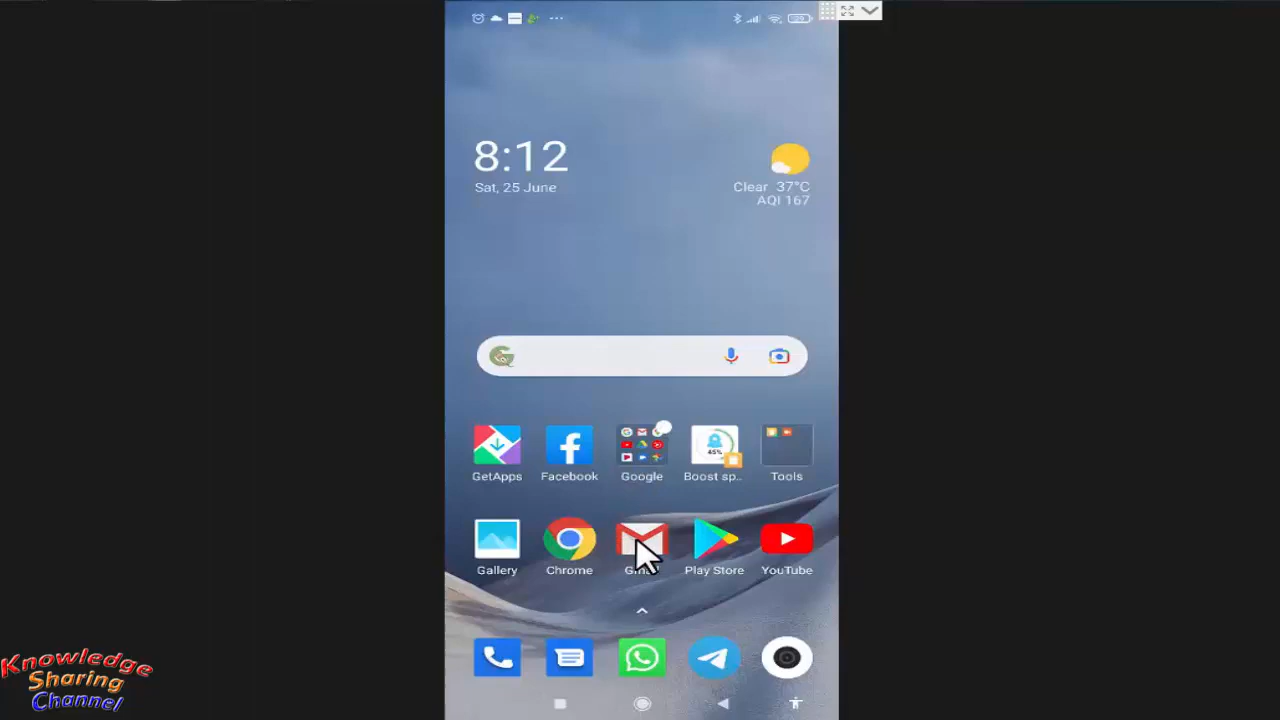 8:12
Sat, 25 June
Clear 37°C
AQI 167
45%
GetApps
Facebook
Google
Boost sp..
Tools
Gallery
Chrome
Play Store
YouTube
Knowledge
Sharing
Channel